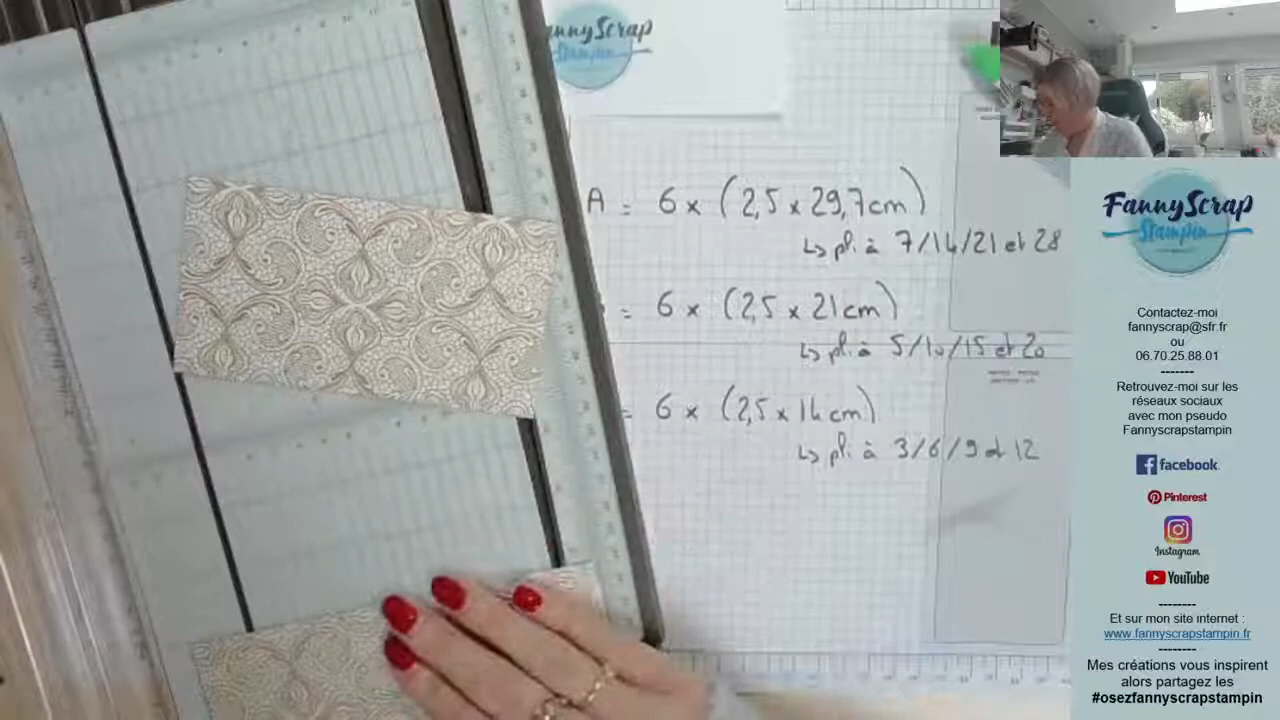 FannyScrap
Stampin
A = 6 x (2,5 x 29,7cm)
↳ pli à 7/14/21 et 28
= 6 x (2,5 x 21cm)
↳ pli à 5/10/15 et 20
= 6 x (2,5 x 14cm)
↳ pli à 3/6/9 et 12
FannyScrap
Stampin
Contactez-moi
fannyscrap@sfr.fr
ou
06.70.25.88.01
-------
Retrouvez-moi sur les
réseaux sociaux
avec mon pseudo
Fannyscrapstampin
facebook.
Pinterest
Instagram
YouTube
--------
Et sur mon site internet :
www.fannyscrapstampin.fr
--------
Mes créations vous inspirent
alors partagez les
#osezfannyscrapstampin